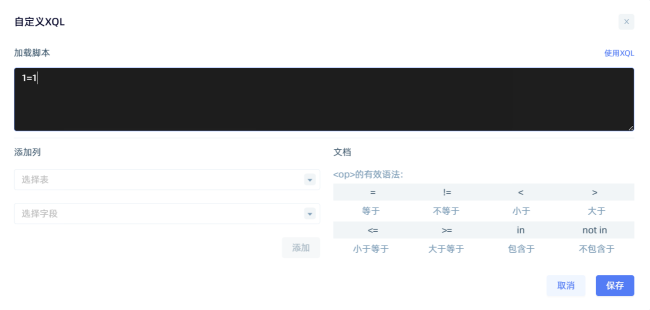 自定义XQL
×
加载脚本
使用XQL
1=1
添加列
文档
选择表
<op>的有效语法:
= != < >
选择字段
等于 不等于 小于 大于
<= >= in not in
添加
小于等于 大于等于 包含于 不包含于
取消 保存